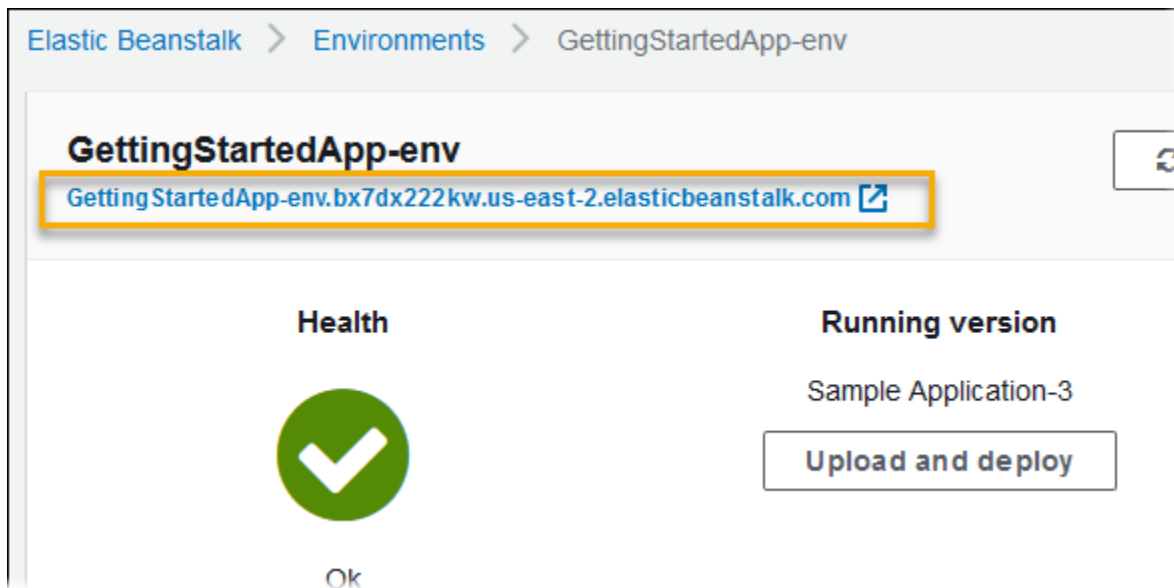 Elastic Beanstalk > Environments > GettingStartedApp-env
GettingStartedApp-env
GettingStartedApp-env.bx7dx222kw.us-east-2.elasticbeanstalk.com
Health
Running version
Sample Application-3
Upload and deploy
Ok